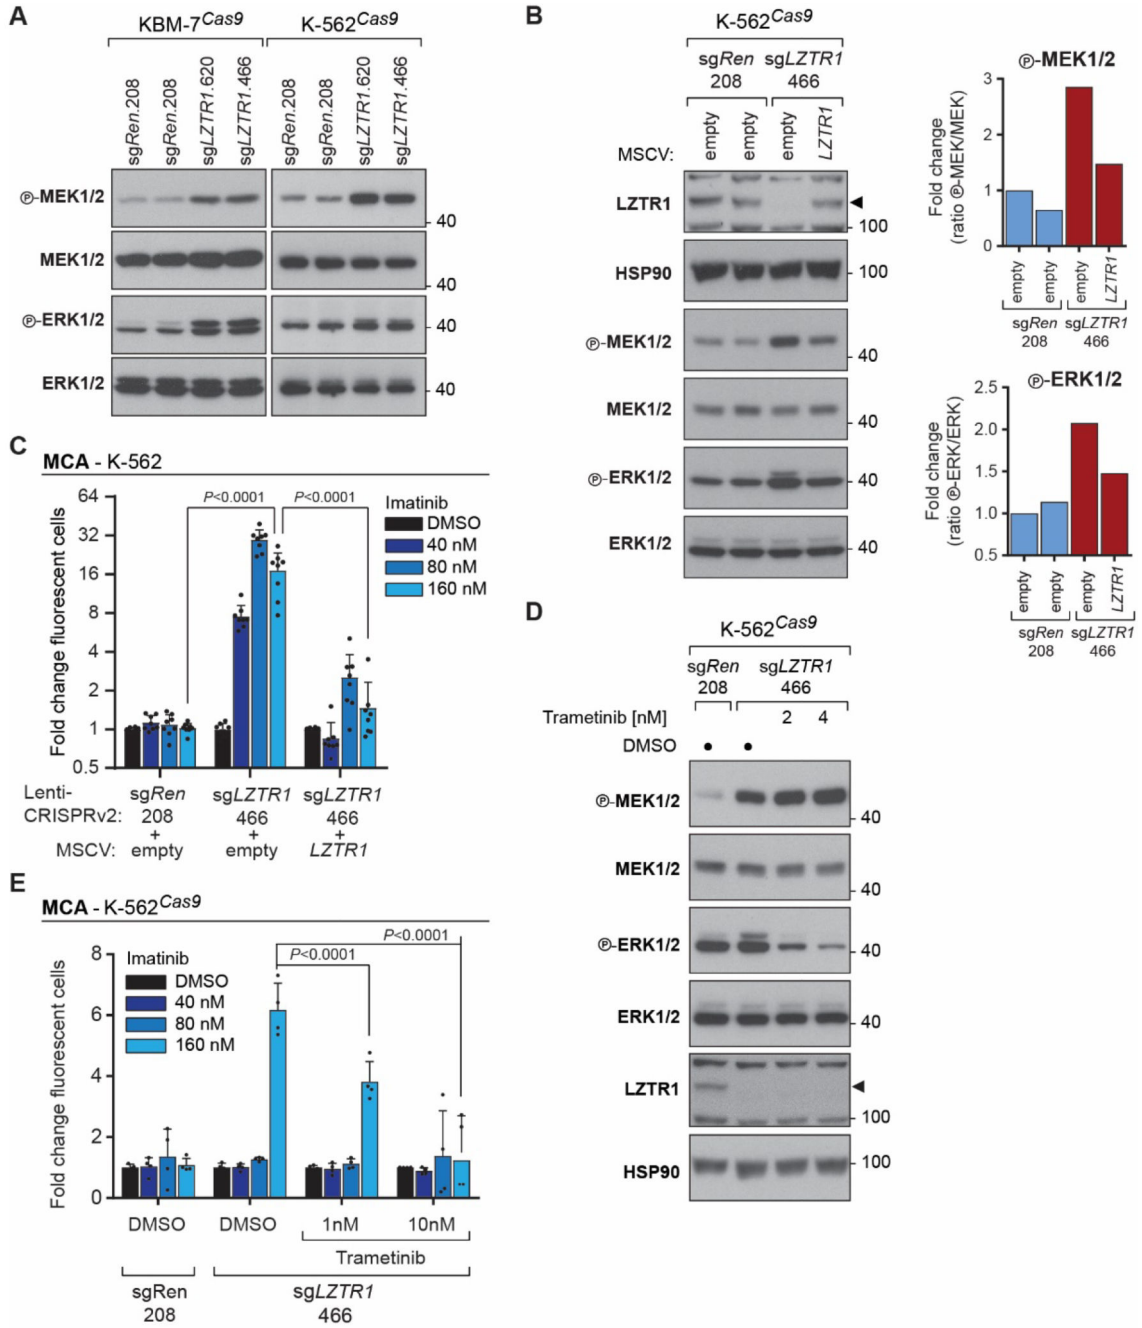 A
KBM-7Cas9 K-562Cas9
sgRen.208 sgRen.208 sgLZTR1.620 sgLZTR1.466 sgRen.208 sgRen.208 sgLZTR1.620 sgLZTR1.466
Ⓟ-MEK1/2 - 40
MEK1/2 - 40
Ⓟ-ERK1/2 - 40
ERK1/2 - 40
B
K-562Cas9
sgRen sgLZTR1
208 466
MSCV: empty empty empty LZTR1
LZTR1 - 100
HSP90 - 100
Ⓟ-MEK1/2 - 40
MEK1/2 - 40
Ⓟ-ERK1/2 - 40
ERK1/2 - 40
Ⓟ-MEK1/2
Fold change
(ratio Ⓟ-MEK/MEK)
3
2
1
0
empty empty empty LZTR1
sgRen sgLZTR1
208 466
Ⓟ-ERK1/2
Fold change
(ratio Ⓟ-ERK/ERK)
2.5
2.0
1.5
1.0
0.5
empty empty empty LZTR1
sgRen sgLZTR1
208 466
C
MCA - K-562
Fold change fluorescent cells
64
32
16
8
4
2
1
0.5
P<0.0001 P<0.0001
Imatinib
DMSO
40 nM
80 nM
160 nM
Lenti- sgRen sgLZTR1 sgLZTR1
CRISPRv2: 208 466 466
+ + +
MSCV: empty empty LZTR1
D
K-562Cas9
sgRen sgLZTR1
208 466
Trametinib [nM] 2 4
DMSO ● ●
Ⓟ-MEK1/2 - 40
MEK1/2 - 40
Ⓟ-ERK1/2 - 40
ERK1/2 - 40
LZTR1 - 100
HSP90 - 100
E
MCA - K-562Cas9
Fold change fluorescent cells
8
6
4
2
0
Imatinib
DMSO
40 nM
80 nM
160 nM
P<0.0001
P<0.0001
DMSO DMSO 1nM 10nM
Trametinib
sgRen sgLZTR1
208 466